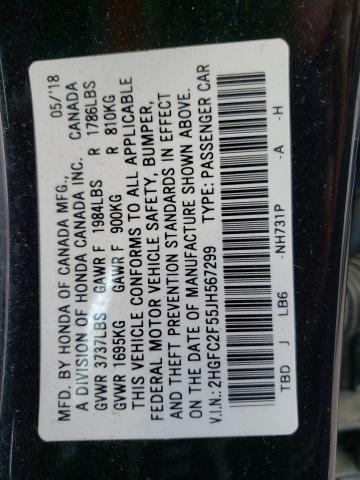 MFD. BY HONDA OF CANADA MFG., 05/'18
A DIVISION OF HONDA CANADA INC. CANADA
GVWR 3737LBS GAWR F 1984LBS R 1786LBS
GVWR 1695KG GAWR F 900KG R 810KG
THIS VEHICLE CONFORMS TO ALL APPLICABLE
FEDERAL MOTOR VEHICLE SAFETY, BUMPER,
AND THEFT PREVENTION STANDARDS IN EFFECT
ON THE DATE OF MANUFACTURE SHOWN ABOVE.
V.I.N.: 2HGFC2F55JH567299 TYPE: PASSENGER CAR
TBD J LB6 -NH731P -A -H